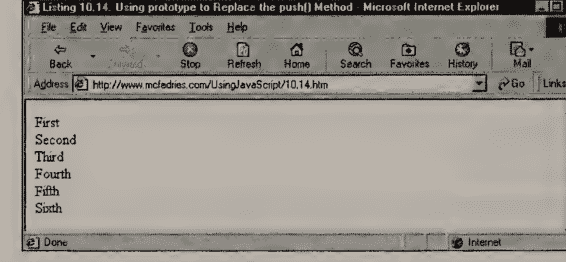 Listing 10.14. Using prototype to Replace the push() Method - Microsoft Internet Explorer
File Edit View Favorites Tools Help
Back Forward Stop Refresh Home Search Favorites History Mail
Address http://www.mcfedries.com/UsingJavaScript/10,14.htm Go Links
First
Second
Third
Fourth
Fifth
Sixth
Done Internet